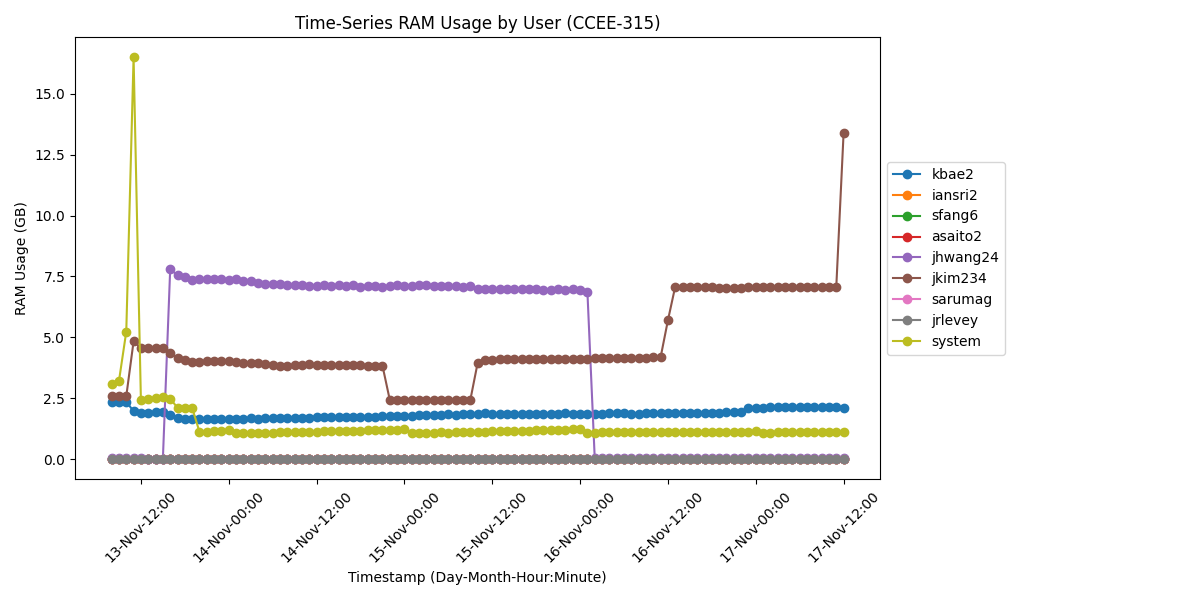 Time-Series RAM Usage by User (CCEE-315)
RAM Usage (GB)
15.0
12.5
10.0
7.5
5.0
2.5
0.0
13-Nov-12:00
14-Nov-00:00
14-Nov-12:00
15-Nov-00:00
15-Nov-12:00
16-Nov-00:00
16-Nov-12:00
17-Nov-00:00
17-Nov-12:00
Timestamp (Day-Month-Hour:Minute)
kbae2
iansri2
sfang6
asaito2
jhwang24
jkim234
sarumag
jrlevey
system